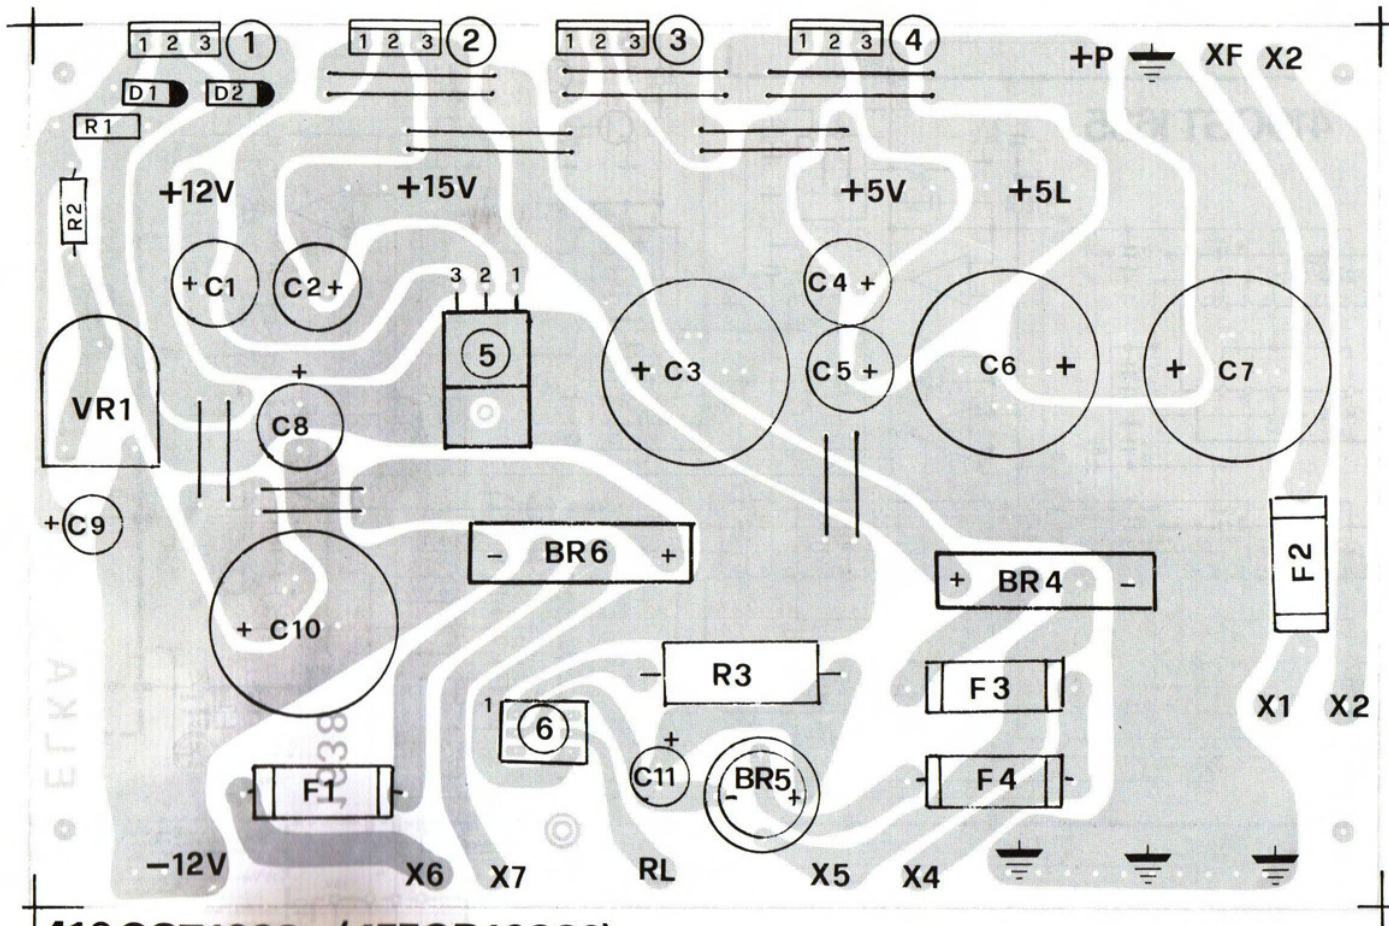 1 2 3 1
1 2 3 2
1 2 3 3
1 2 3 4
+P XF X2
D1 D2
R1
R2
+12V +15V +5V +5L
+ C1 C2 +
3 2 1
C4 +
5
+ C3
C5 +
C6 +
+ C7
VR1
+
C8
+ C9
- BR6 +
+ BR4 -
F2
+ C10
R3
F3
X1 X2
1 6
+
C11
BR5
- +
F1
F4
ELKA
-12V X6 X7 RL X5 X4